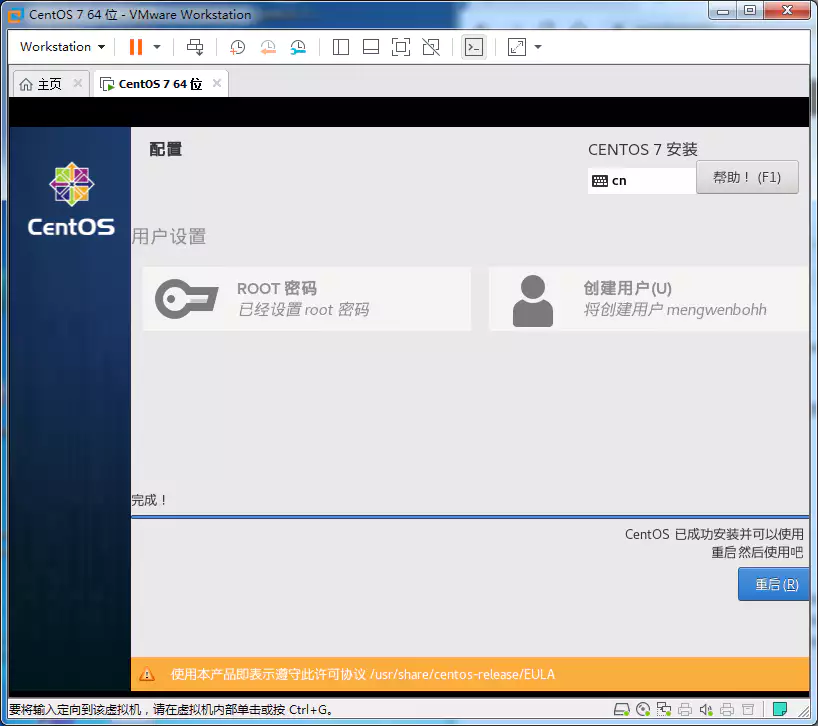 CentOS 7 64 位 - VMware Workstation
Workstation
主页
CentOS 7 64 位
配置
CENTOS 7 安装
cn
帮助！ (F1)
CentOS
用户设置
ROOT 密码
已经设置 root 密码
创建用户(U)
将创建用户 mengwenbohh
完成！
CentOS 已成功安装并可以使用
重启然后使用吧
重启(R)
使用本产品即表示遵守此许可协议 /usr/share/centos-release/EULA
要将输入定向到该虚拟机，请在虚拟机内部单击或按 Ctrl+G。